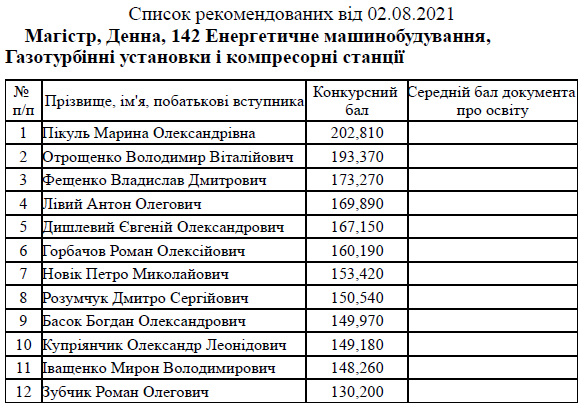 Список рекомендованих від 02.08.2021
Магістр, Денна, 142 Енергетичне машинобудування,
Газотурбінні установки і компресорні станції
№ п/п Прізвище, ім'я, побатькові вступника Конкурсний бал Середній бал документа про освіту
1 Пікуль Марина Олександрівна 202,810
2 Отрощенко Володимир Віталійович 193,370
3 Фещенко Владислав Дмитрович 173,270
4 Лівий Антон Олегович 169,890
5 Дишлевий Євгеній Олександрович 167,150
6 Горбачов Роман Олексійович 160,190
7 Новік Петро Миколайович 153,420
8 Розумчук Дмитро Сергійович 150,540
9 Басок Богдан Олександрович 149,970
10 Купріянчик Олександр Леонідович 149,180
11 Іващенко Мирон Володимирович 148,260
12 Зубчик Роман Олегович 130,200